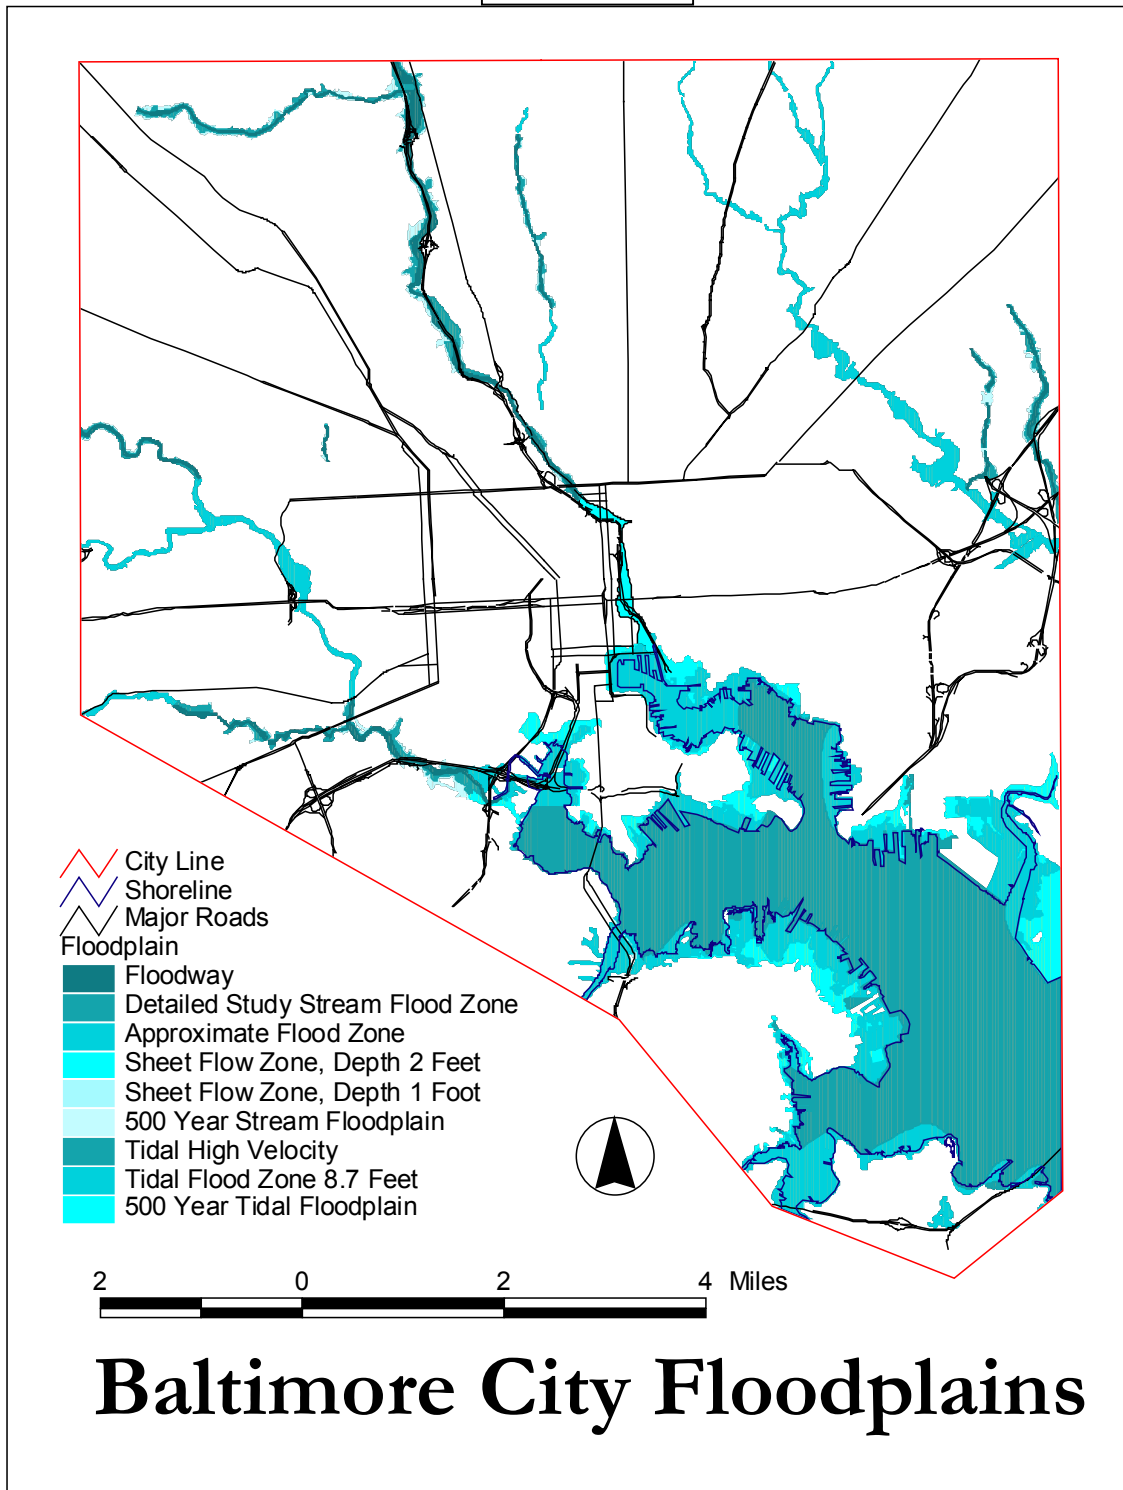 City Line
Shoreline
Major Roads
Floodplain
Floodway
Detailed Study Stream Flood Zone
Approximate Flood Zone
Sheet Flow Zone, Depth 2 Feet
Sheet Flow Zone, Depth 1 Foot
500 Year Stream Floodplain
Tidal High Velocity
Tidal Flood Zone 8.7 Feet
500 Year Tidal Floodplain
2 0 2 4 Miles
Baltimore City Floodplains